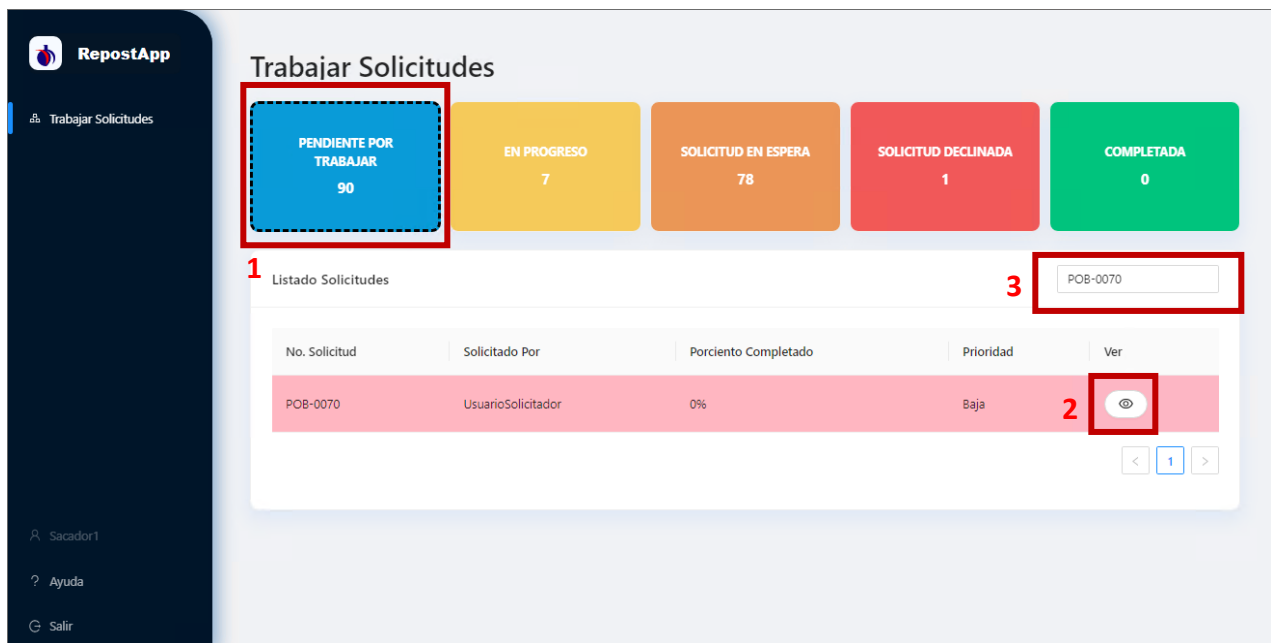 RepostApp
Trabajar Solicitudes
Sacador1
Ayuda
Salir
Trabajar Solicitudes
PENDIENTE POR
TRABAJAR
90
EN PROGRESO
7
SOLICITUD EN ESPERA
78
SOLICITUD DECLINADA
1
COMPLETADA
0
1
Listado Solicitudes
3
POB-0070
No. Solicitud Solicitado Por Porciento Completado Prioridad Ver
POB-0070 UsuarioSolicitador 0% Baja
2
< 1 >